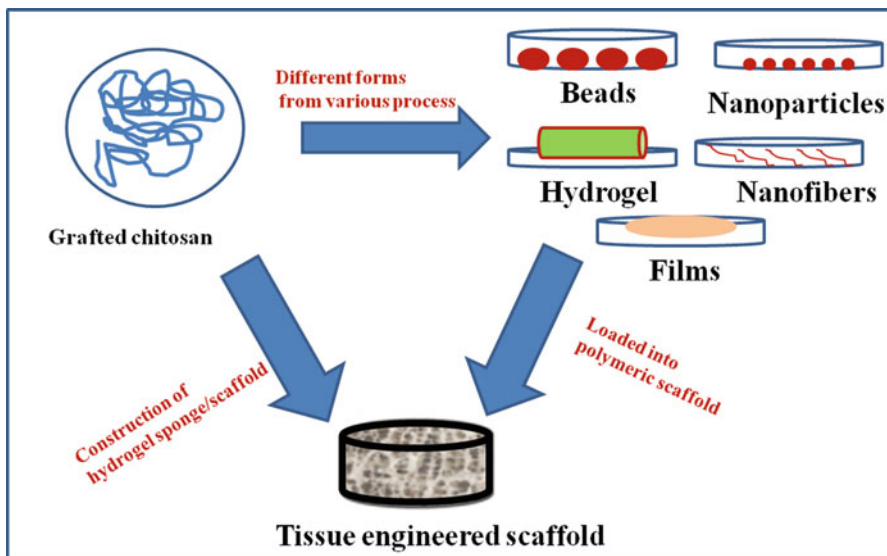 Different forms
from various process
Beads
Nanoparticles
Hydrogel
Nanofibers
Films
Grafted chitosan
Construction of
hydrogel sponge/scaffold
Loaded into
polymeric scaffold
Tissue engineered scaffold